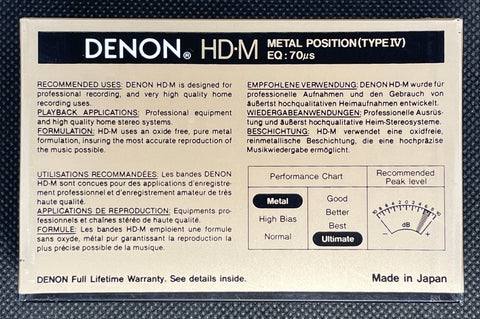 DENON® HD·M METAL POSITION (TYPE IV)
EQ: 70µs
RECOMMENDED USES: DENON HD-M is designed for
professional recording, and very high quality home
recording uses.
PLAYBACK APPLICATIONS: Professional equipment
and high quality home stereo systems.
FORMULATION: HD-M uses an oxide free, pure metal
formulation, insuring the most accurate reproduction
of the music possible.
EMPFOHLENE VERWENDUNG: DENON HD-M wurde für
professionelle Aufnahmen und den Gebrauch von
äußertst hochqualitativen Heimaufnahmen entwickelt.
WIEDERGABEANWENDUNGEN: Professionelle Ausrüs-
tung und äußerst hochqualitative Heim-Stereosysteme.
BESCHICHTUNG: HD-M verwendet eine oxidfreie,
reinmetallische Beschichtung, die eine hochpräzise
Musikwiedergabe ermöglicht.
UTILISATIONS RECOMMANDÉES: Les bandes DENON
HD-M sont concues pour des applications d'enregistre-
ment professionnel et d'enregistrement amateur de très
haute qualité.
APPLICATIONS DE REPRODUCTION: Equipments pro-
fessionnels et chaînes stéréo de haute qualité.
FORMULE: Les bandes HD-M emploient une formule
sans oxyde, métal pur garantissant la reproduction la
plus précise possible de la musique.
Performance Chart
Metal
High Bias
Normal
Good
Better
Best
Ultimate
Recommended
Peak level
dB
DENON Full Lifetime Warranty. See details inside.
Made in Japan